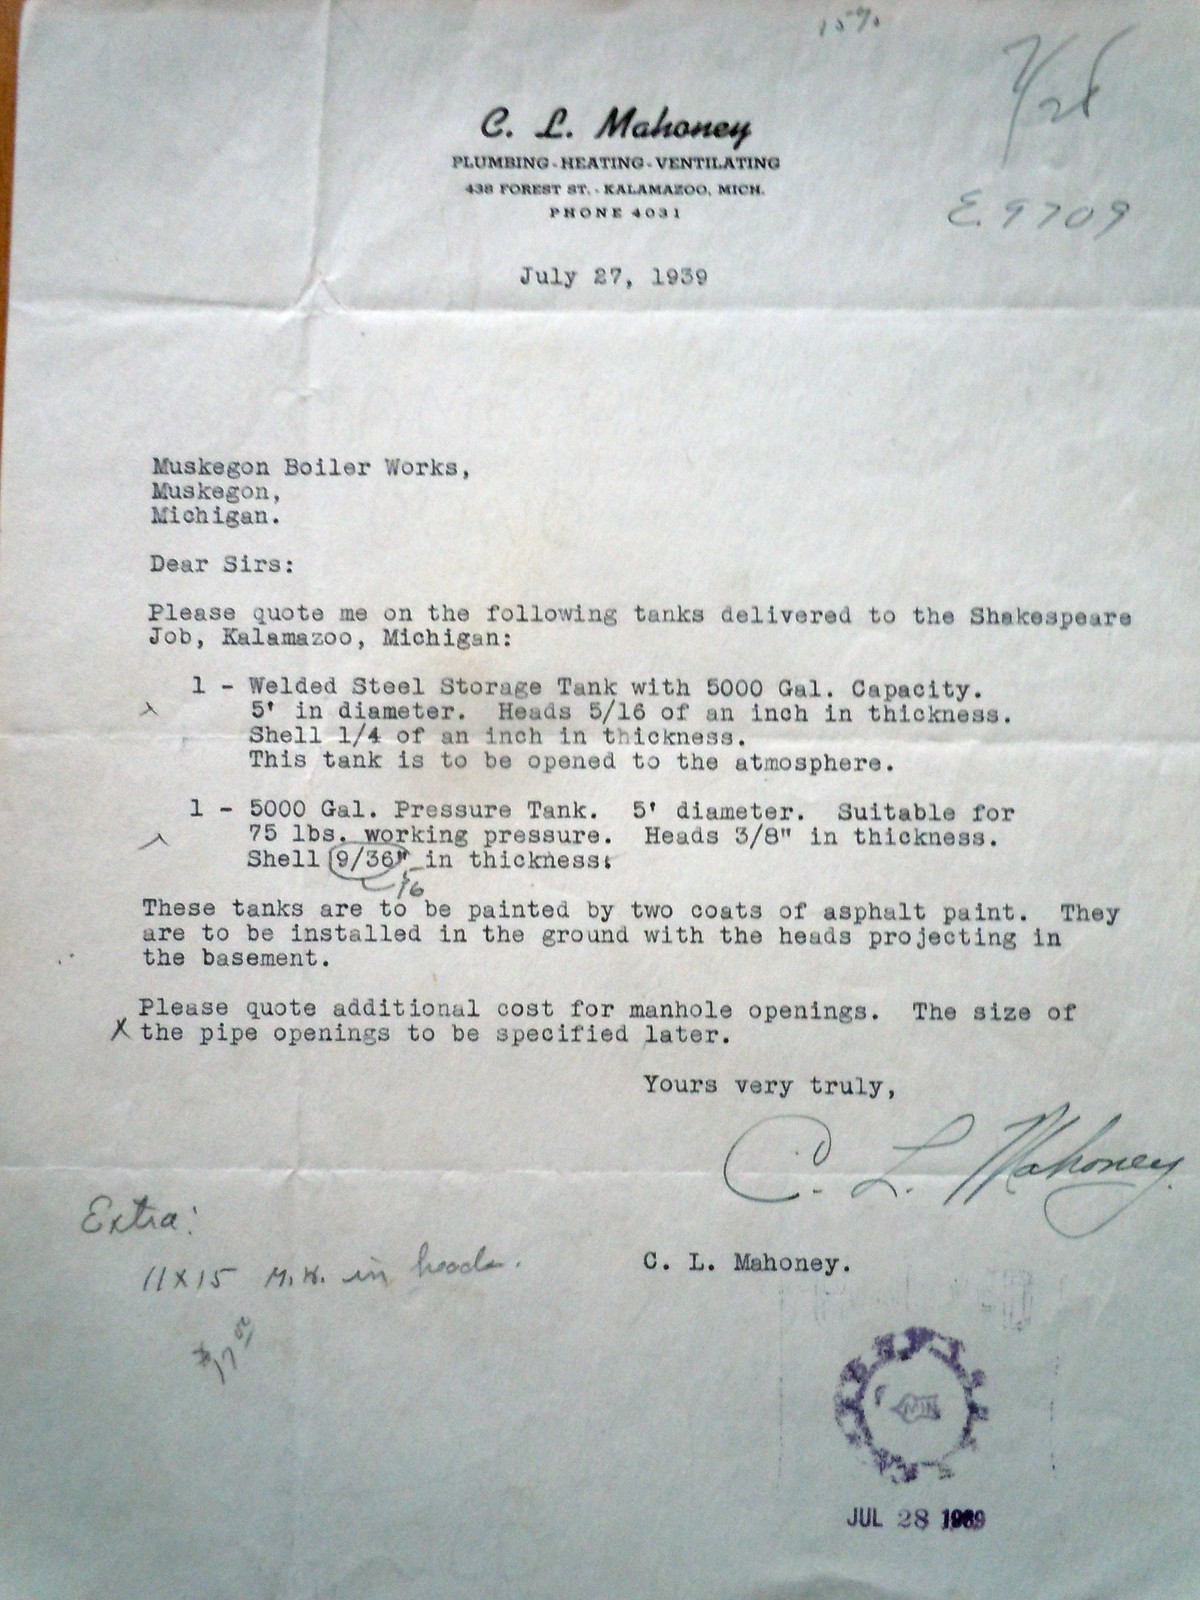 15%
7/28
C. L. Mahoney
PLUMBING - HEATING - VENTILATING
438 FOREST ST. - KALAMAZOO, MICH.
PHONE 4031
E. 9709
July 27, 1939
Muskegon Boiler Works,
Muskegon,
Michigan.
Dear Sirs:
Please quote me on the following tanks delivered to the Shakespeare
Job, Kalamazoo, Michigan:
1 - Welded Steel Storage Tank with 5000 Gal. Capacity.
5' in diameter. Heads 5/16 of an inch in thickness.
Shell 1/4 of an inch in thickness.
This tank is to be opened to the atmosphere.
1 - 5000 Gal. Pressure Tank. 5' diameter. Suitable for
75 lbs. working pressure. Heads 3/8" in thickness.
Shell 9/36" in thickness.
16
These tanks are to be painted by two coats of asphalt paint. They
are to be installed in the ground with the heads projecting in
the basement.
Please quote additional cost for manhole openings. The size of
X the pipe openings to be specified later.
Yours very truly,
C. L. Mahoney
Extra:
11 X 15 M.H. in heads.
C. L. Mahoney.
JUL 28 1939